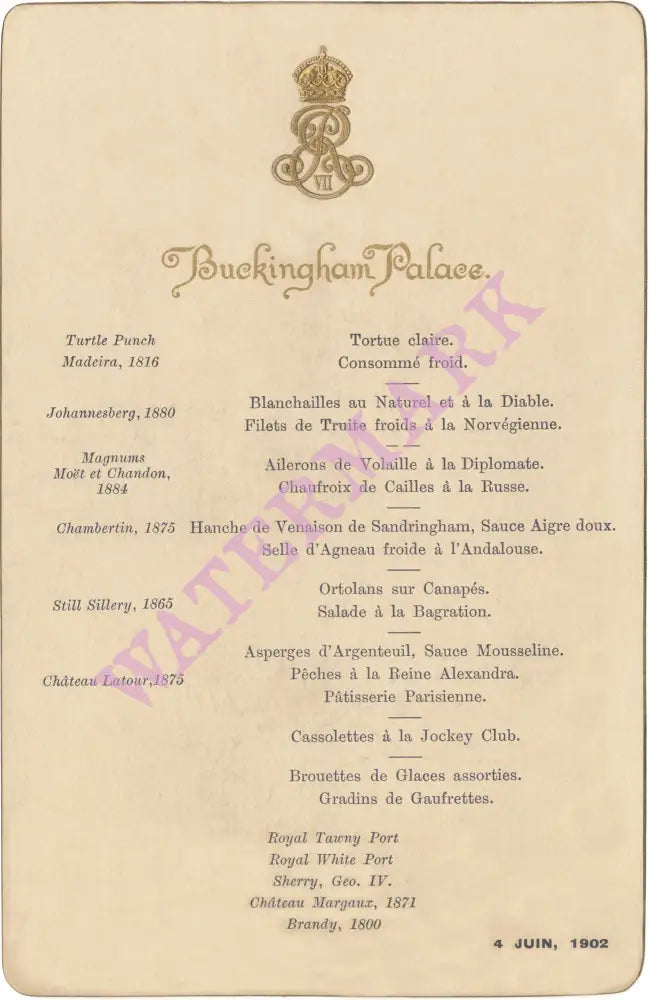 VII
Buckingham Palace.
Turtle Punch
Madeira, 1816
Tortue claire.
Consommé froid.
Johannesberg, 1880
Blanchailles au Naturel et à la Diable.
Filets de Truite froids à la Norvégienne.
Magnums
Moët et Chandon,
1884
Ailerons de Volaille à la Diplomate.
Chaufroix de Cailles à la Russe.
Chambertin, 1875
Hanche de Venaison de Sandringham, Sauce Aigre doux.
Selle d'Agneau froide à l'Andalouse.
Still Sillery, 1865
Ortolans sur Canapés.
Salade à la Bagration.
Château Latour,1875
Asperges d'Argenteuil, Sauce Mousseline.
Pêches à la Reine Alexandra.
Pâtisserie Parisienne.
Cassolettes à la Jockey Club.
Brouettes de Glaces assorties.
Gradins de Gaufrettes.
Royal Tawny Port
Royal White Port
Sherry, Geo. IV.
Château Margaux, 1871
Brandy, 1800
4 JUIN, 1902
WATERMARK